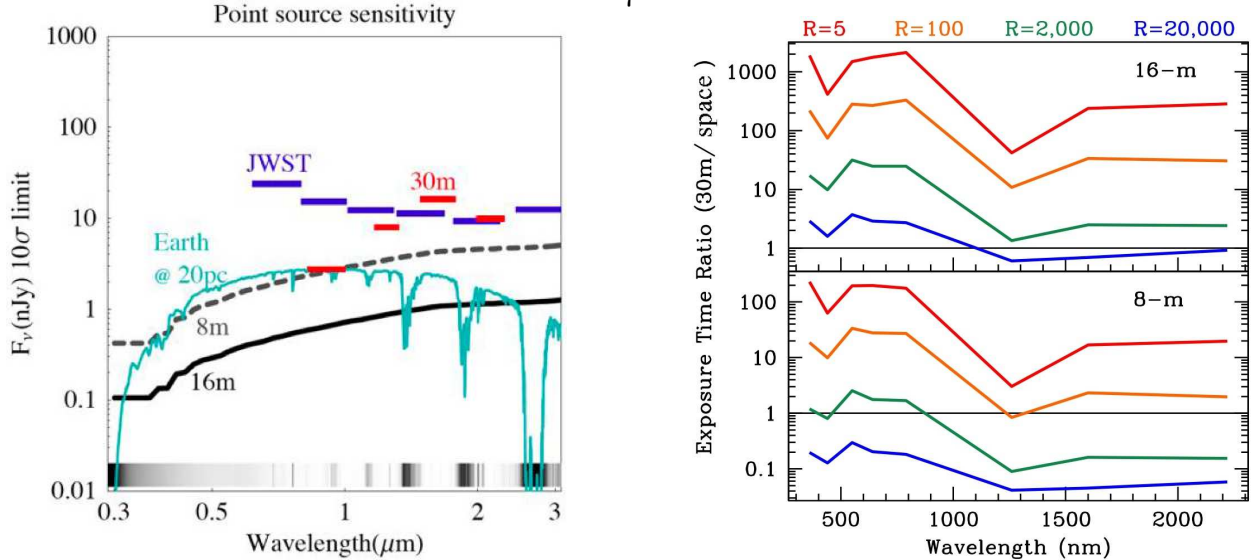 Point source sensitivity
1000
100
10
1
0.1
0.01
F𝜈(nJy) 10σ limit
JWST
30m
Earth
@ 20pc
8m
16m
0.3
0.5
1
2
3
Wavelength(μm)
R=5 R=100 R=2,000 R=20,000
16-m
1000
100
10
1
8-m
100
10
1
0.1
Exposure Time Ratio (30m/space)
500 1000 1500 2000
Wavelength (nm)